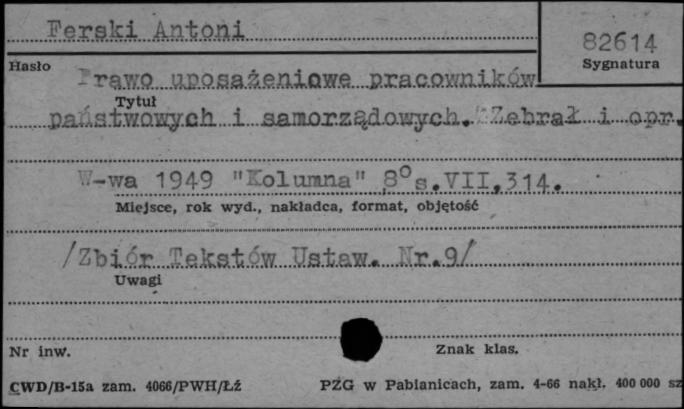 Ferski Antoni
82614
Hasło
Sygnatura
Prawo uposażeniowe pracowników
Tytuł
państwowych i samorządowych. Zebrał i opr.
W-wa 1949 "Kolumna" 8° s.VII,314.
Miejsce, rok wyd., nakładca, format, objętość
/Zbiór Tekstów Ustaw. Nr.9/
Uwagi
Nr inw.
Znak klas.
CWD/B-15a zam. 4066/PWH/Łź
PZG w Pabianicach, zam. 4-66 nakł. 400 000 sz